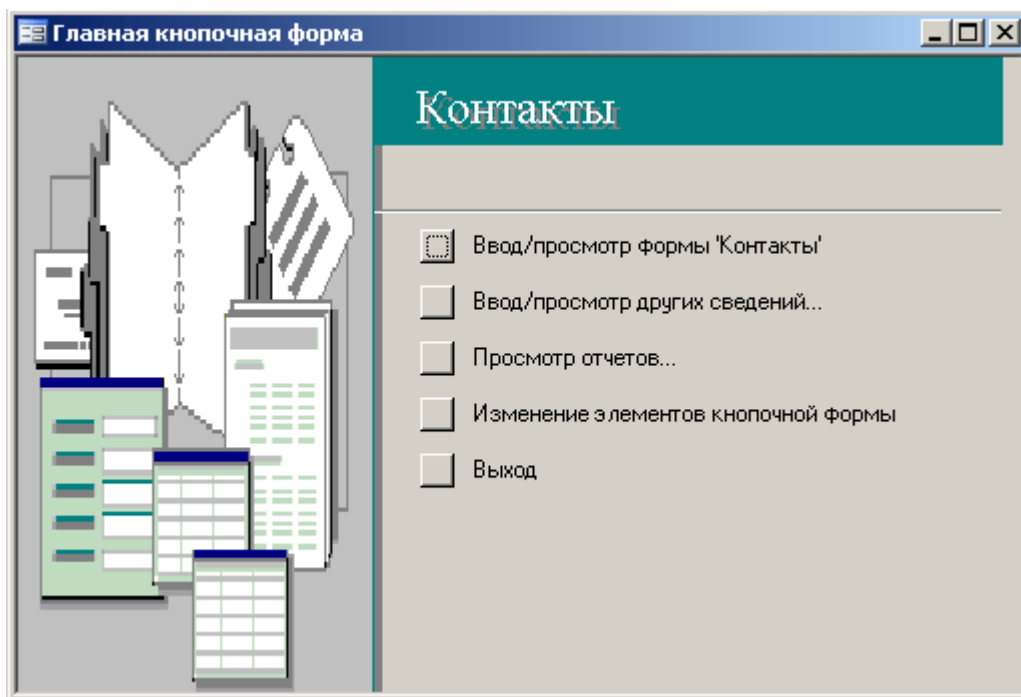 Главная кнопочная форма
Контакты
Ввод/просмотр формы 'Контакты'
Ввод/просмотр других сведений...
Просмотр отчетов...
Изменение элементов кнопочной формы
Выход